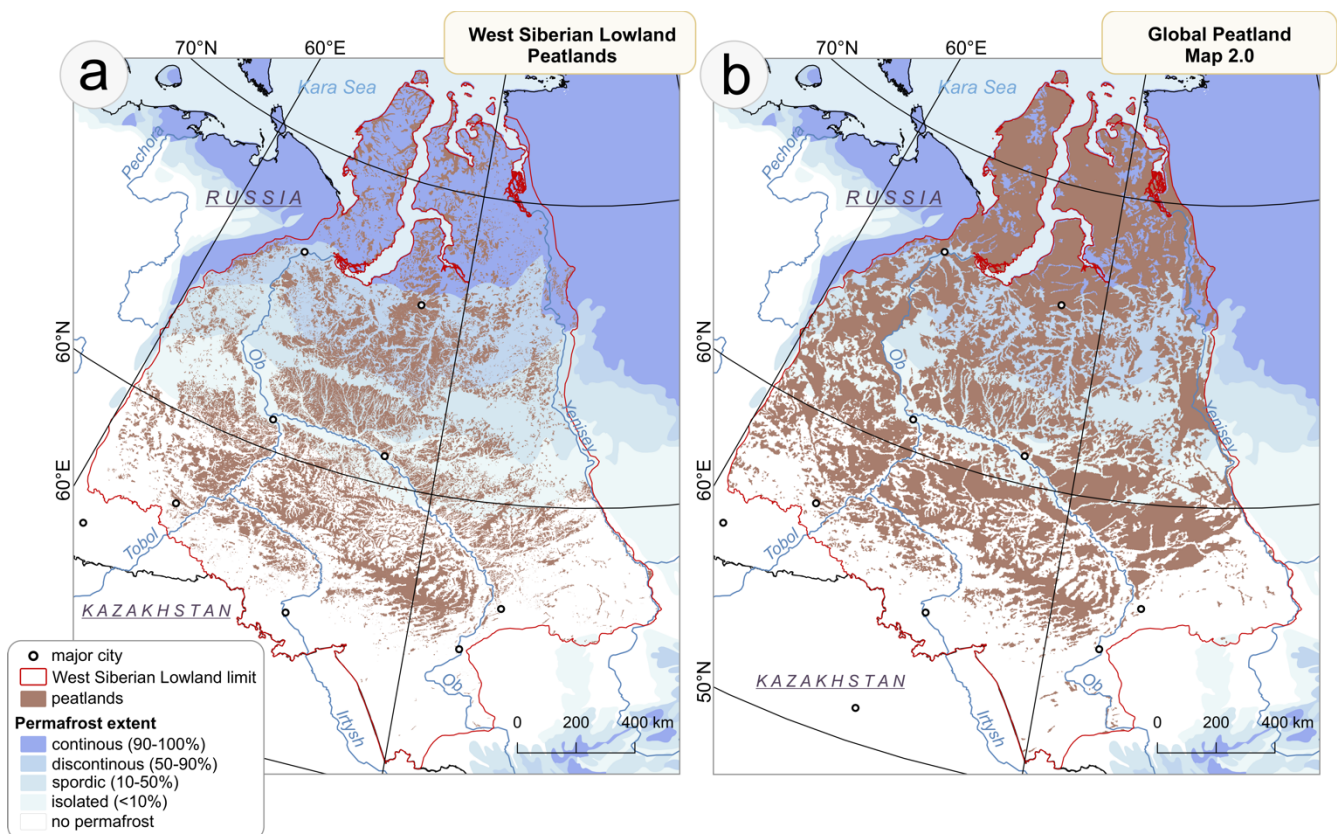 West Siberian Lowland
Peatlands
a
70°N
60°E
Kara Sea
Pechora
RUSSIA
60°N
Ob
Yenisey
60°E
Tobol
KAZAKHSTAN
Ob
Irtysh
0 200 400 km
major city
West Siberian Lowland limit
peatlands
Permafrost extent
continous (90-100%)
discontinous (50-90%)
spordic (10-50%)
isolated (<10%)
no permafrost
Global Peatland
Map 2.0
b
70°N
60°E
Kara Sea
Pechora
RUSSIA
60°N
Ob
Yenisey
60°E
Tobol
KAZAKHSTAN
50°N
Ob
Irtysh
0 200 400 km